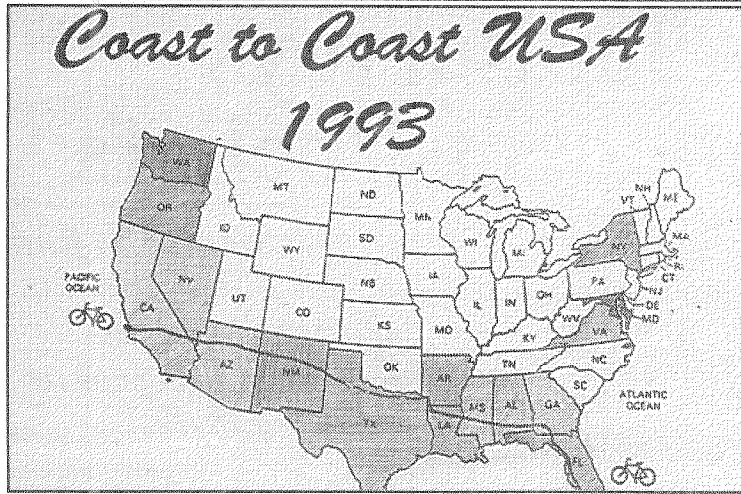 Coast to Coast USA
1993
WA
MT
ND
MN
OR
ID
WY
SD
WI
MI
VT
NH
ME
NY
MA
RI
CT
PACIFIC
OCEAN
NV
UT
CO
NB
IA
IL
IN
OH
PA
NJ
DE
MD
CA
KS
MO
KY
WV
VA
AZ
NM
OK
AR
TN
NC
SC
TX
LA
MS
AL
GA
ATLANTIC
OCEAN
FL